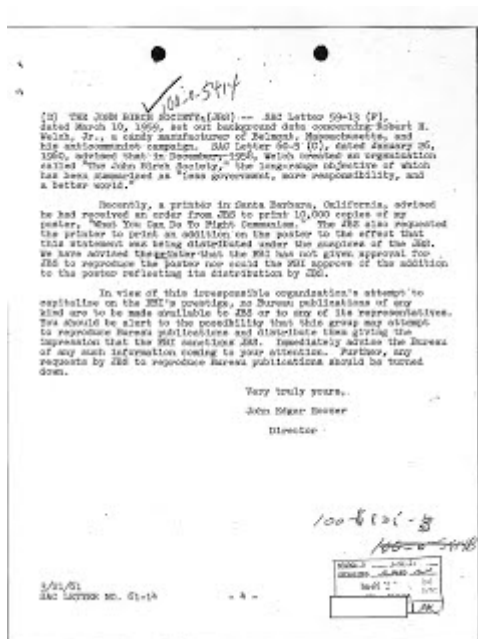 100-0-5414
(D) THE JOHN BIRCH SOCIETY (JBS) -- SAC Letter 59-13 (F),
dated March 10, 1959, set out background data concerning Robert H.
Welch, Jr., a candy manufacturer of Belmont, Massachusetts, and
his anticommunist campaign. SAC Letter 60-5 (C), dated January 26,
1960, advised that in December, 1958, Welch created an organization
called "The John Birch Society," the long-range objective of which
has been summarized as "less government, more responsibility, and
a better world."
Recently, a printer in Santa Barbara, California, advised
he had received an order from JBS to print 10,000 copies of my
poster, "What You Can Do To Fight Communism." The JBS also requested
the printer to print an addition on the poster to the effect that
this statement was being distributed under the auspices of the JBS.
We have advised the printer that the FBI has not given approval for
JBS to reproduce the poster nor could the FBI approve of the addition
to the poster reflecting its distribution by JBS.
In view of this irresponsible organization's attempt to
capitalize on the FBI's prestige, no Bureau publications of any
kind are to be made available to JBS or to any of its representatives.
You should be alert to the possibility that this group may attempt
to reproduce Bureau publications and distribute them giving the
impression that the FBI sanctions JBS. Immediately advise the Bureau
of any such information coming to your attention. Further, any
requests by JBS to reproduce Bureau publications should be turned
down.
Very truly yours,
John Edgar Hoover
Director
3/21/61
SAC LETTER NO. 61-14
- 4 -